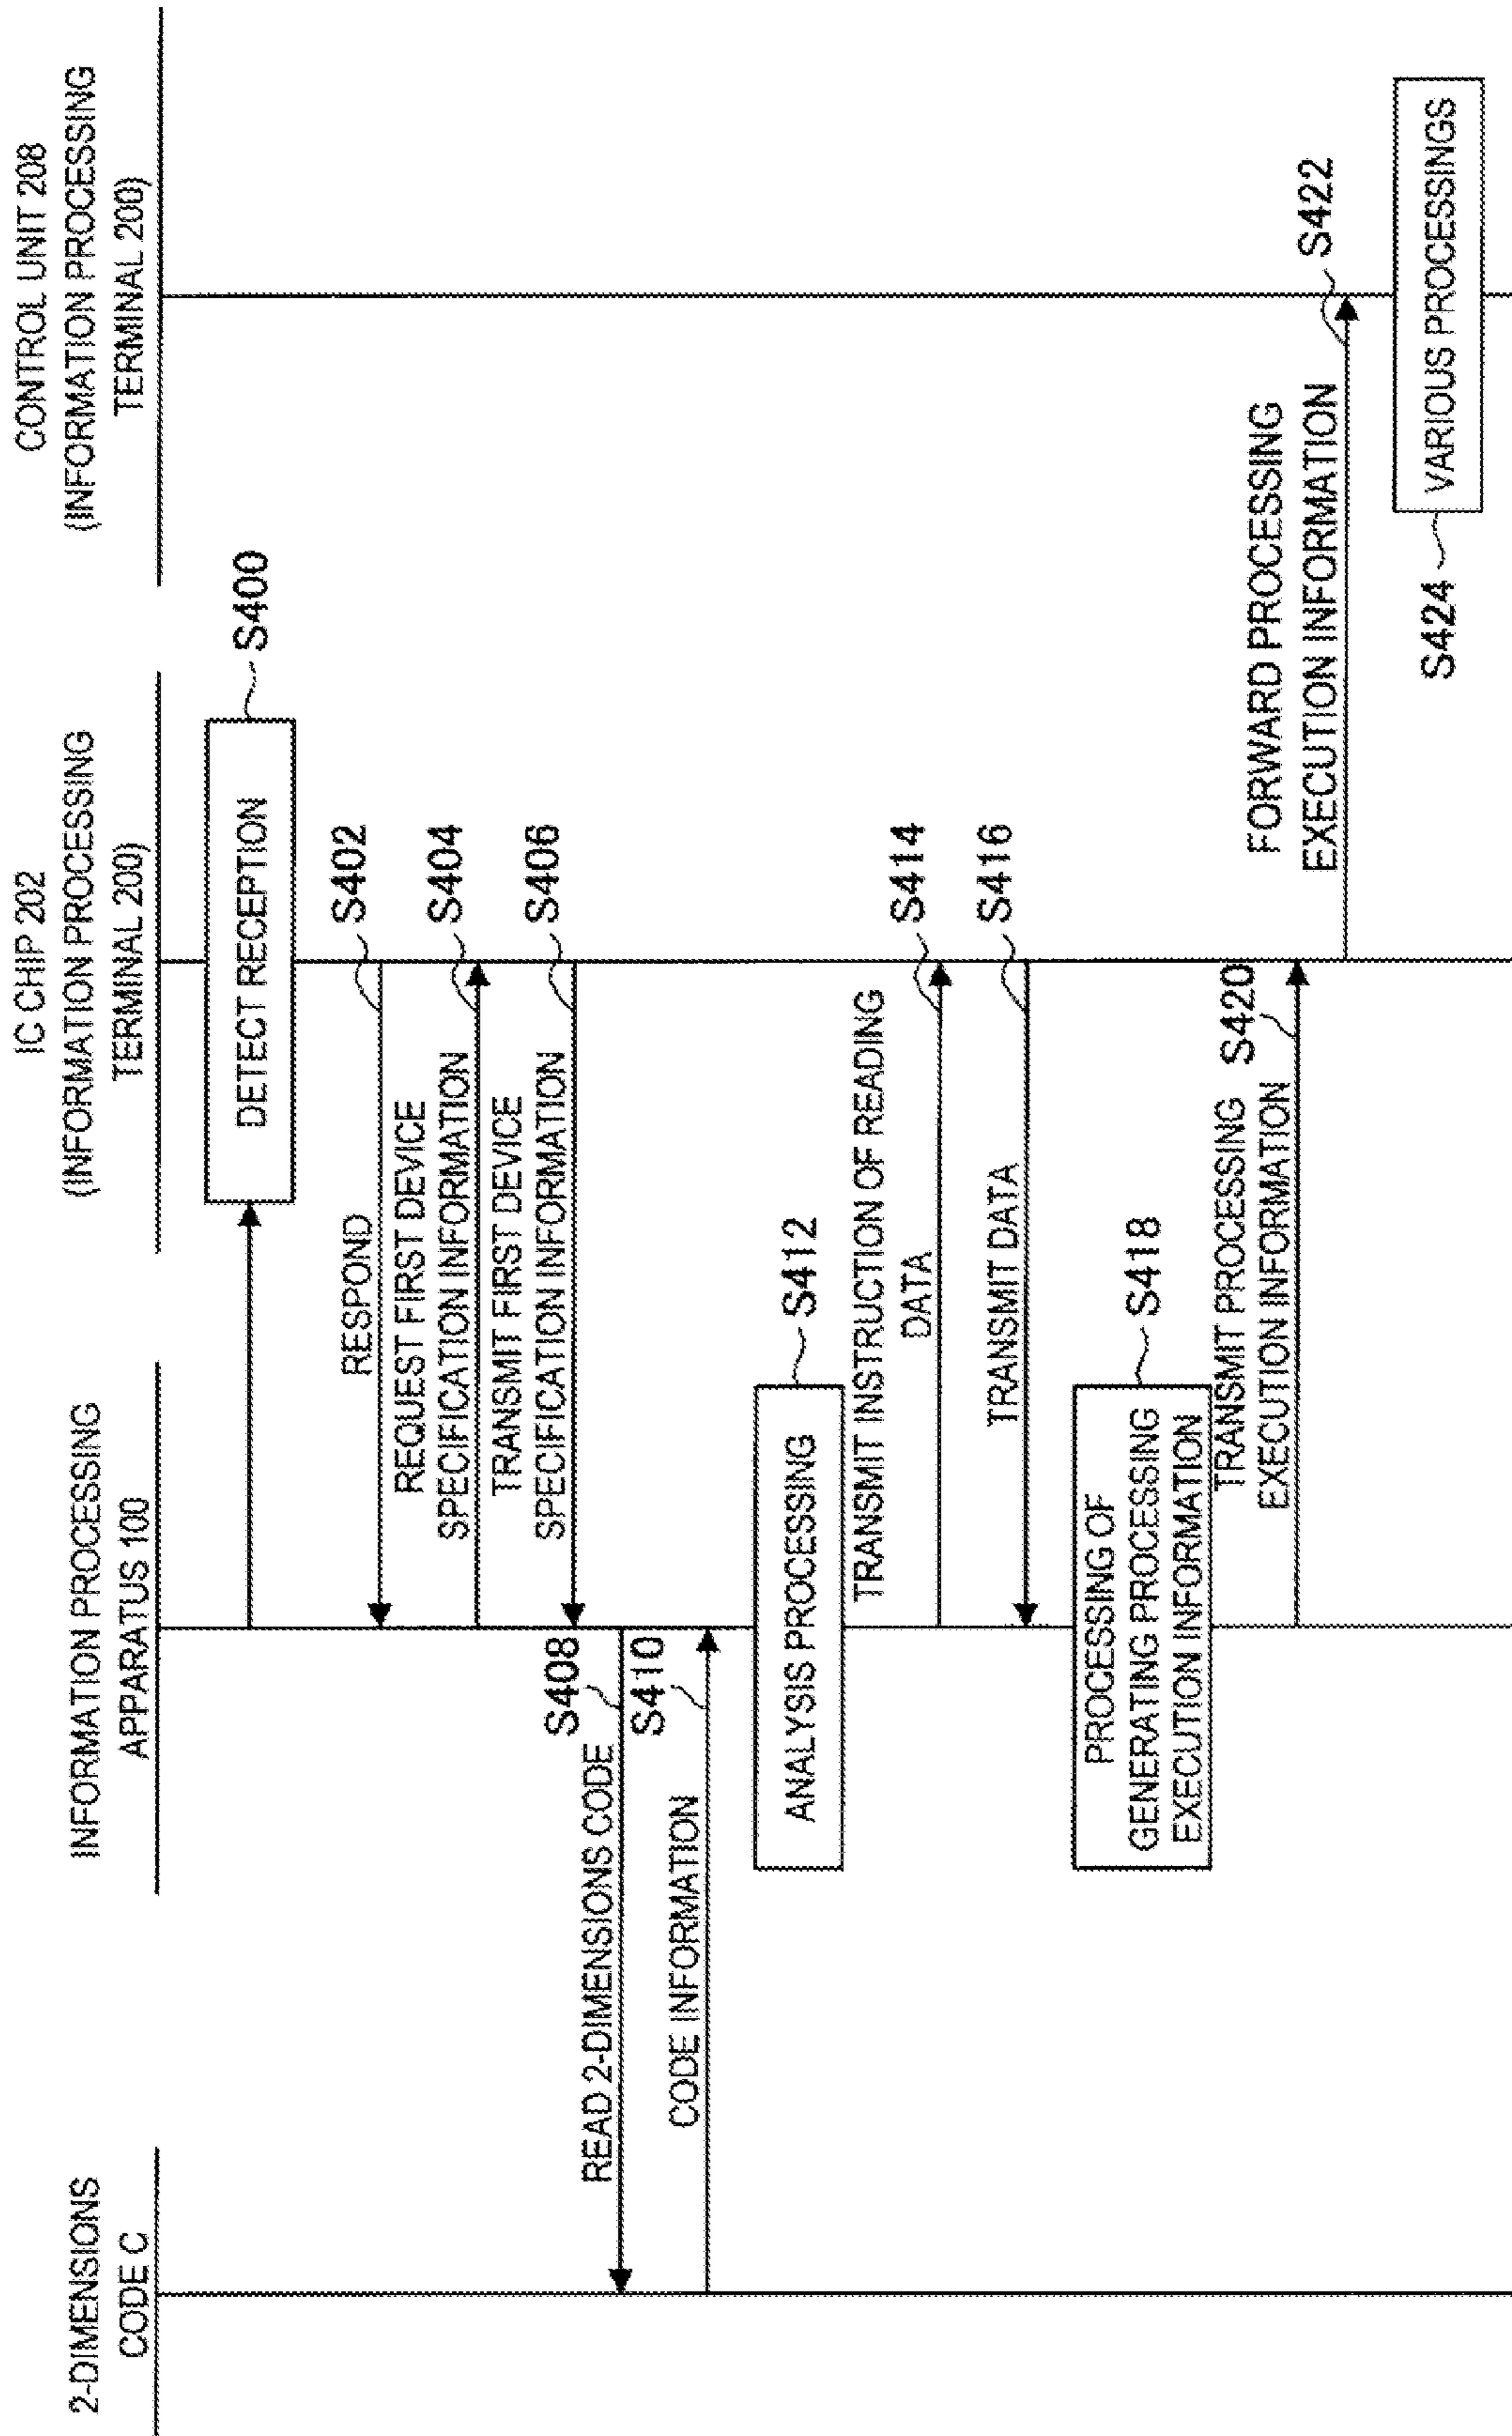 2-DIMENSIONS
CODE C
INFORMATION PROCESSING
APPARATUS 100
IC CHIP 202
(INFORMATION PROCESSING
TERMINAL 200)
CONTROL UNIT 208
(INFORMATION PROCESSING
TERMINAL 200)
DETECT RECEPTION
S400
RESPOND
S402
REQUEST FIRST DEVICE
SPECIFICATION INFORMATION
S404
TRANSMIT FIRST DEVICE
SPECIFICATION INFORMATION
S406
READ 2-DIMENSIONS CODE
S408
CODE INFORMATION
S410
ANALYSIS PROCESSING
S412
TRANSMIT INSTRUCTION OF READING
DATA
S414
TRANSMIT DATA
S416
PROCESSING OF
GENERATING PROCESSING
EXECUTION INFORMATION
S418
TRANSMIT PROCESSING
EXECUTION INFORMATION
S420
FORWARD PROCESSING
EXECUTION INFORMATION
S422
S424
VARIOUS PROCESSINGS